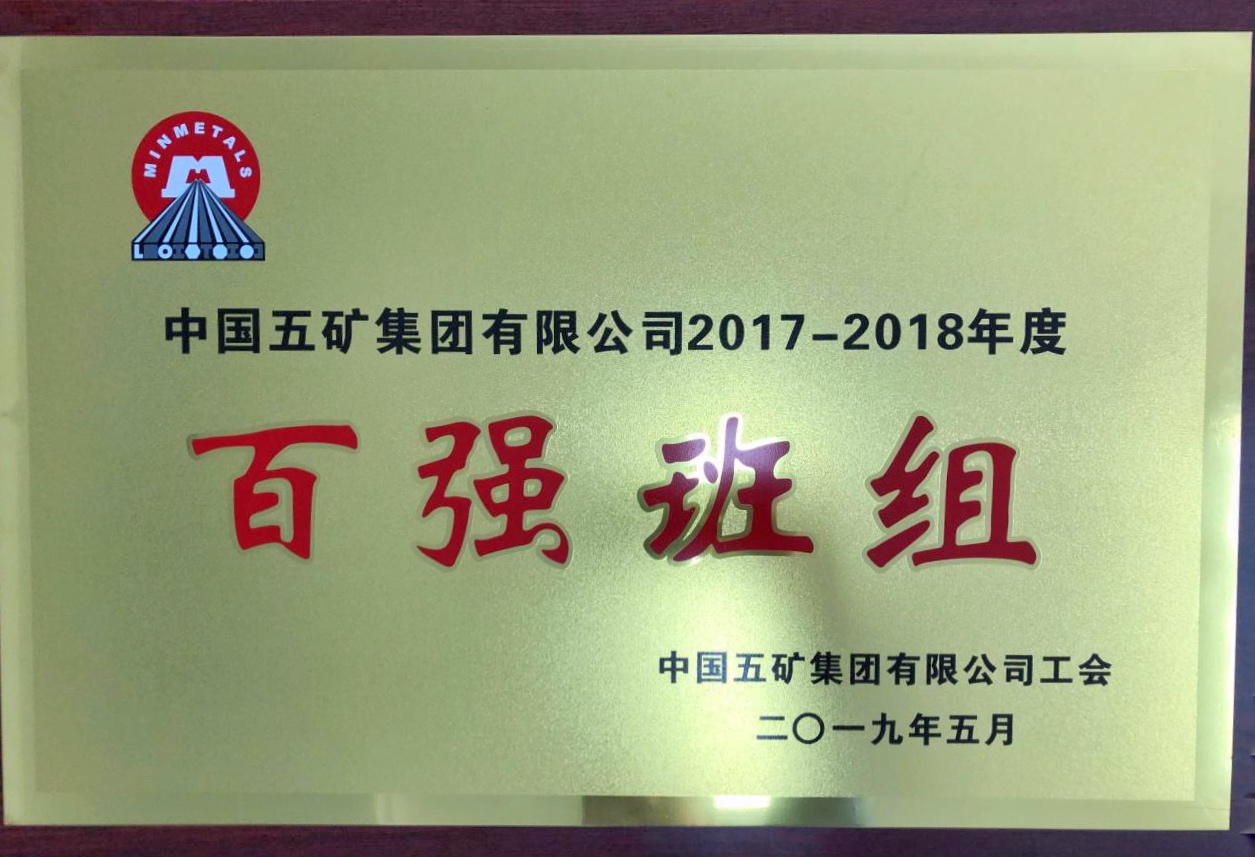 MINMETALS
中国五矿集团有限公司2017-2018年度
百强班组
中国五矿集团有限公司工会
二〇一九年五月